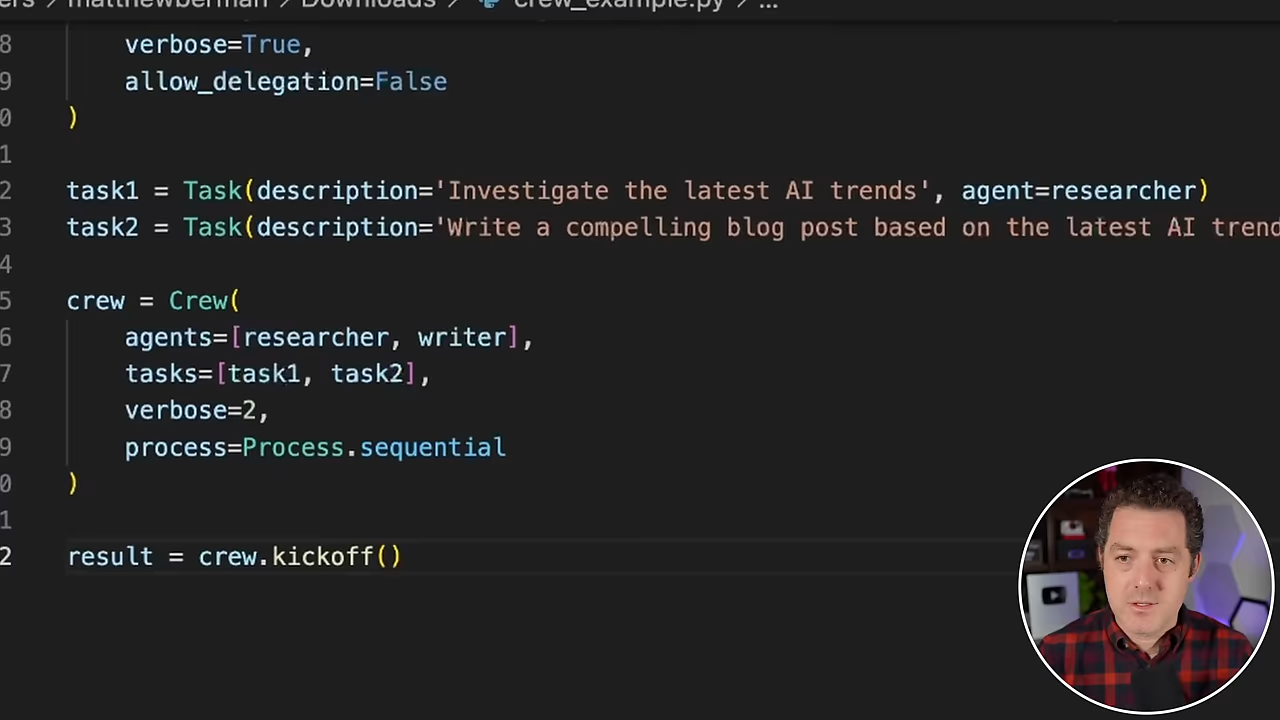 matthewberman > Downloads > crew_example.py > ...
8 verbose=True,
9 allow_delegation=False
0 )
1
2 task1 = Task(description='Investigate the latest AI trends', agent=researcher)
3 task2 = Task(description='Write a compelling blog post based on the latest AI trend
4
5 crew = Crew(
6 agents=[researcher, writer],
7 tasks=[task1, task2],
8 verbose=2,
9 process=Process.sequential
0 )
1
2 result = crew.kickoff()